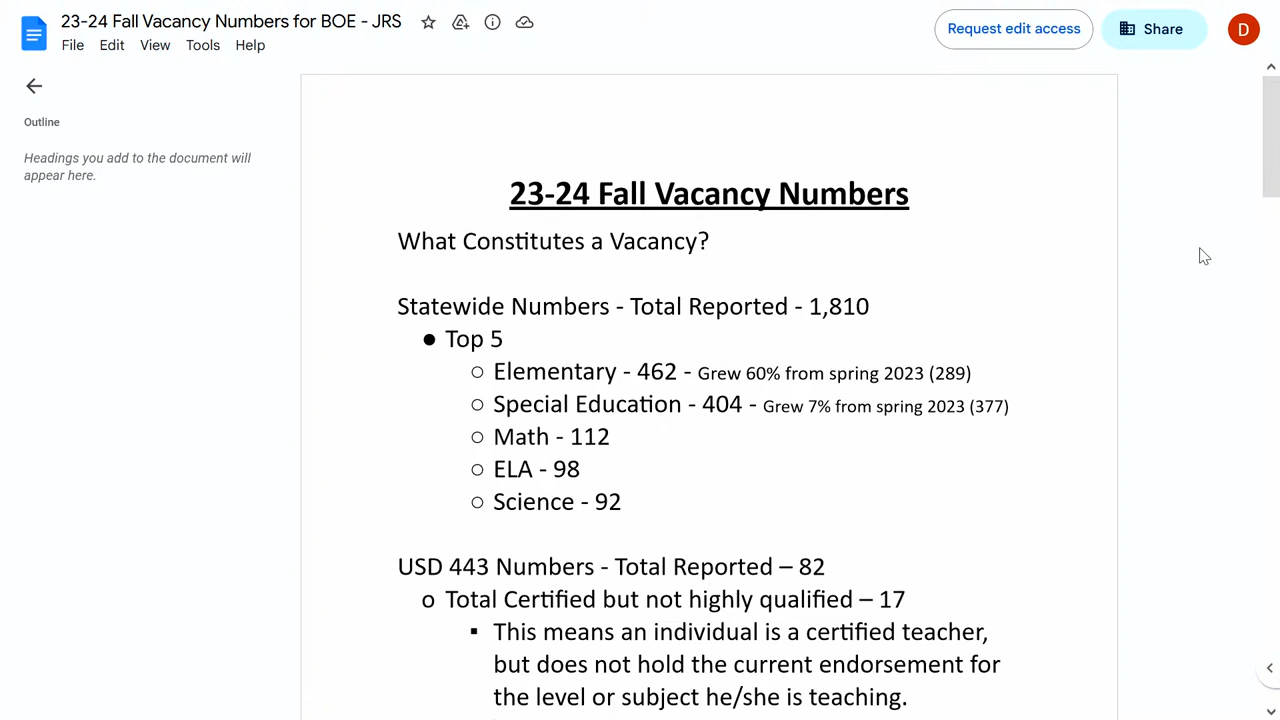 23-24 Fall Vacancy Numbers for BOE - JRS
File Edit View Tools Help
Request edit access
Share
D
Outline
Headings you add to the document will
appear here.
23-24 Fall Vacancy Numbers
What Constitutes a Vacancy?
Statewide Numbers - Total Reported - 1,810
● Top 5
○ Elementary - 462 - Grew 60% from spring 2023 (289)
○ Special Education - 404 - Grew 7% from spring 2023 (377)
○ Math - 112
○ ELA - 98
○ Science - 92
USD 443 Numbers - Total Reported – 82
o Total Certified but not highly qualified – 17
▪ This means an individual is a certified teacher,
but does not hold the current endorsement for
the level or subject he/she is teaching.